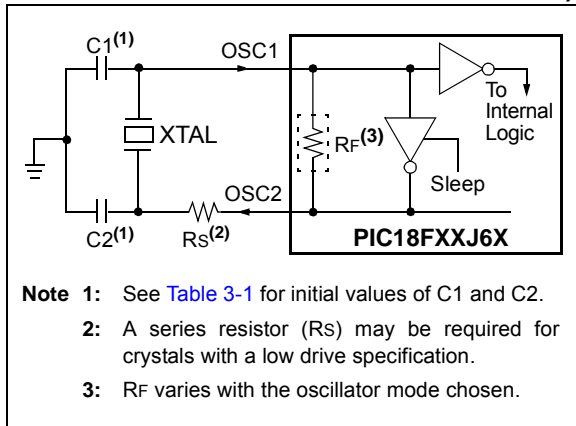 C1(1)
OSC1
To
Internal
Logic
XTAL
RF(3)
Sleep
OSC2
C2(1)
RS(2)
PIC18FXXJ6X
Note 1: See Table 3-1 for initial values of C1 and C2.
2: A series resistor (RS) may be required for
crystals with a low drive specification.
3: RF varies with the oscillator mode chosen.